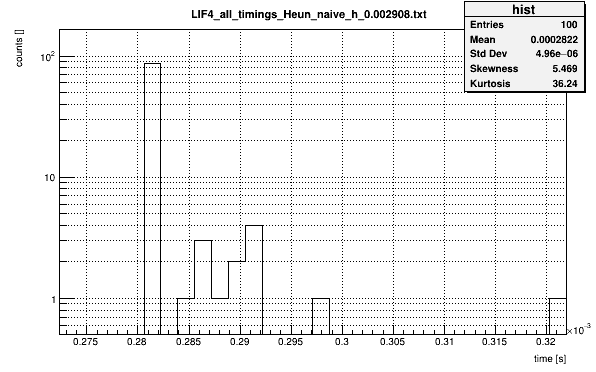 LIF4_all_timings_Heun_naive_h_0.002908.txt
hist
Entries 100
Mean 0.0002822
Std Dev 4.96e−06
Skewness 5.469
Kurtosis 36.24
counts []
10²
10
1
0.275 0.28 0.285 0.29 0.295 0.3 0.305 0.31 0.315 0.32
×10⁻³
time [s]